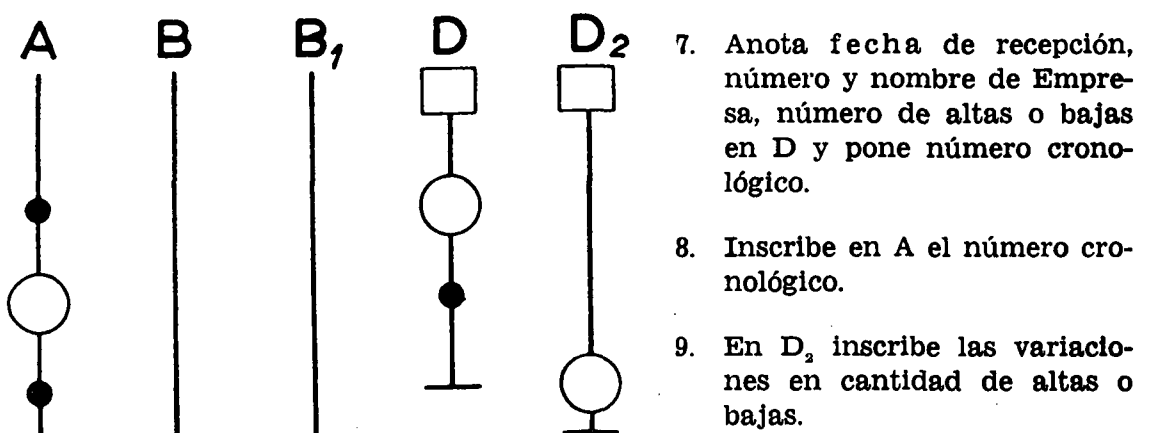 A B B₁ D D₂
7. Anota fecha de recepción,
número y nombre de Empre-
sa, número de altas o bajas
en D y pone número crono-
lógico.
8. Inscribe en A el número cro-
nológico.
9. En D₂ inscribe las variacio-
nes en cantidad de altas o
bajas.